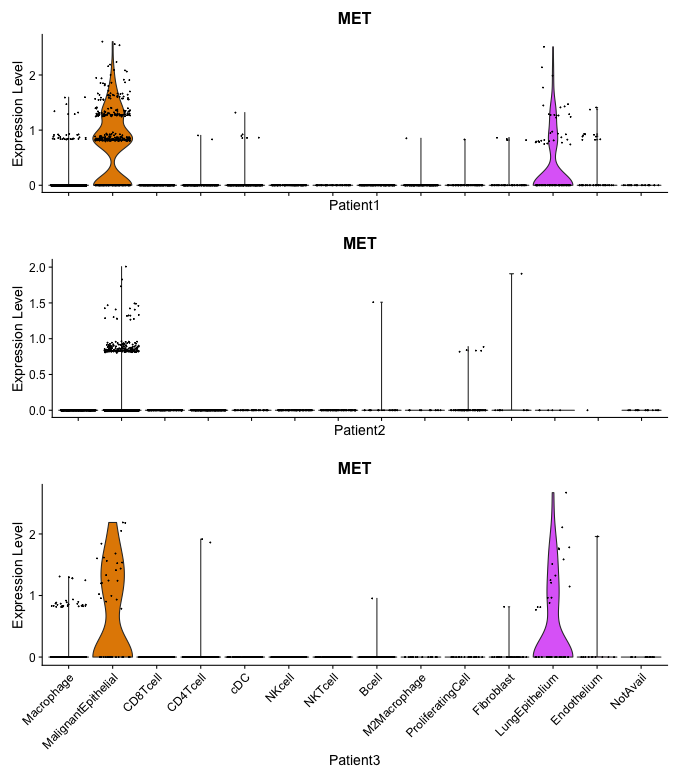 MET
Expression Level
2
1
0
Patient1
MET
Expression Level
2.0
1.5
1.0
0.5
0.0
Patient2
MET
Expression Level
2
1
0
Macrophage
MalignantEpithelial
CD8Tcell
CD4Tcell
cDC
NKcell
NKTcell
Bcell
M2Macrophage
ProliferatingCell
Fibroblast
LungEpithelium
Endothelium
NotAvail
Patient3